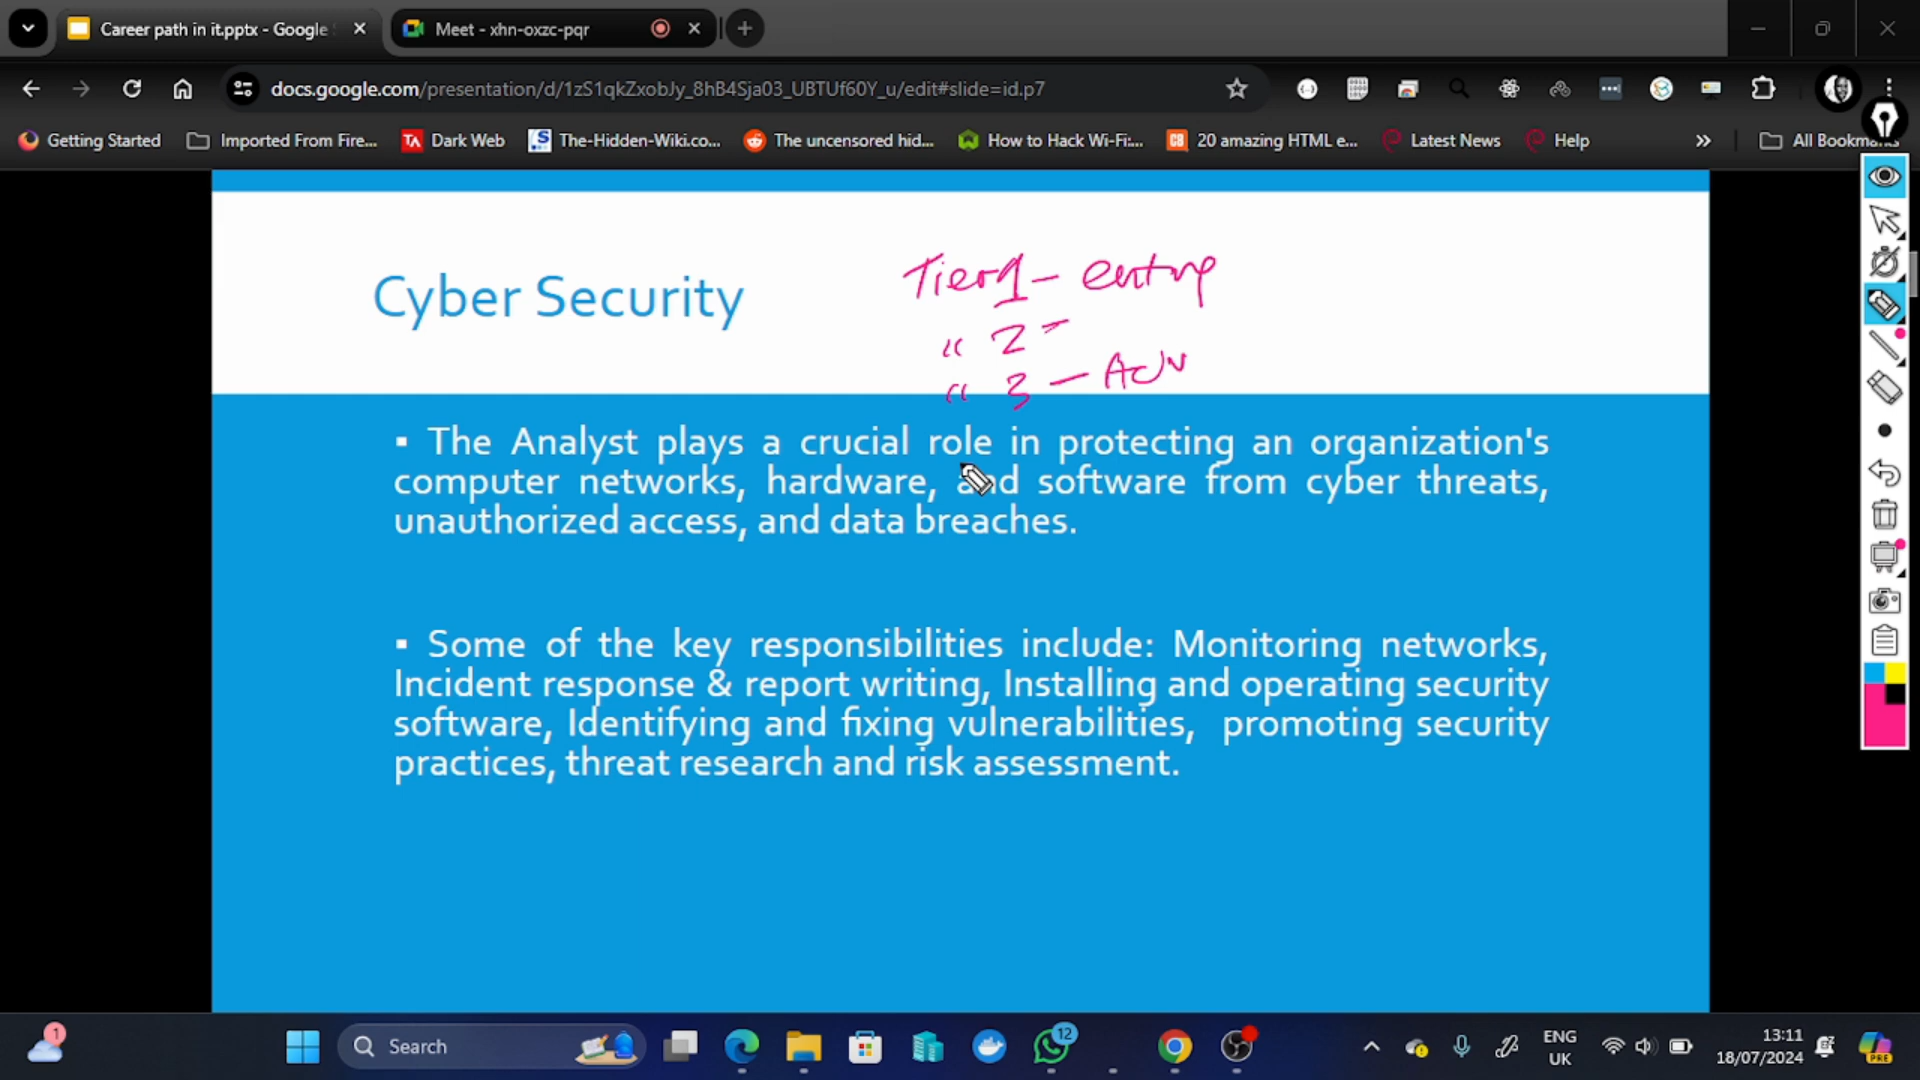 Career path in it.pptx - Google
Meet - xhn-oxzc-pqr
docs.google.com/presentation/d/1zS1qkZxobJy_8hB4Sja03_UBTUf60Y_u/edit#slide=id.p7
Getting Started
Imported From Fire...
TA
Dark Web
The-Hidden-Wiki.co...
The uncensored hid...
How to Hack Wi-Fi:...
20 amazing HTML e...
Latest News
Help
»
All Bookmarks
Cyber Security
Tier 1 - entry
" 2 -
" 3 - Adv
▪ The Analyst plays a crucial role in protecting an organization's
computer networks, hardware, and software from cyber threats,
unauthorized access, and data breaches.
▪ Some of the key responsibilities include: Monitoring networks,
Incident response & report writing, Installing and operating security
software, Identifying and fixing vulnerabilities, promoting security
practices, threat research and risk assessment.
1
Search
12
ENG
UK
13:11
18/07/2024
PRE